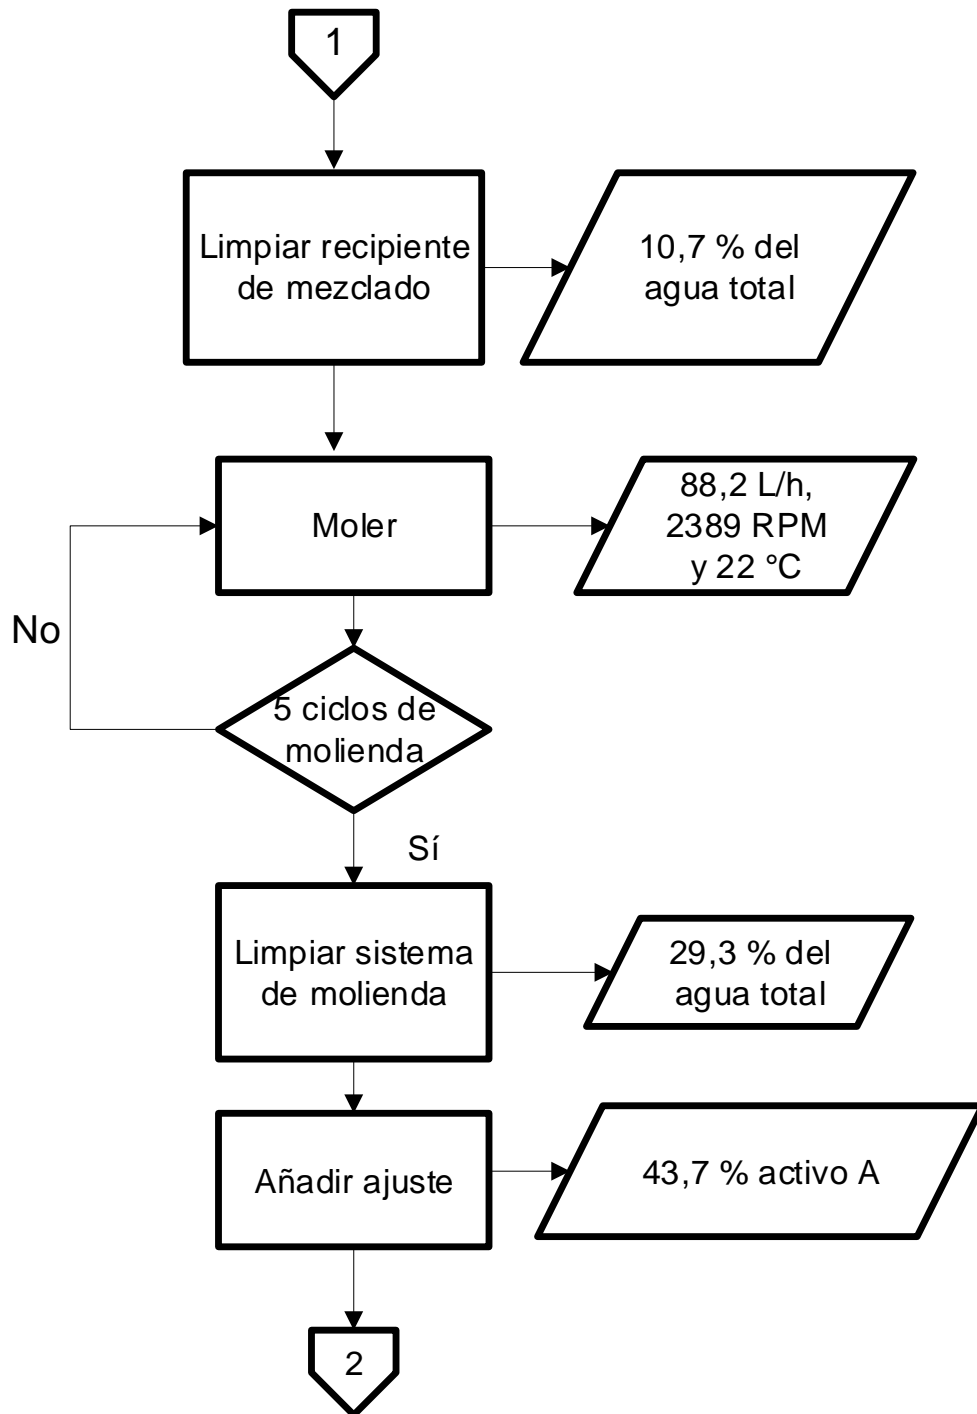 1
Limpiar recipiente
de mezclado
10,7 % del
agua total
Moler
88,2 L/h,
2389 RPM
y 22 °C
No
5 ciclos de
molienda
Sí
Limpiar sistema
de molienda
29,3 % del
agua total
Añadir ajuste
43,7 % activo A
2